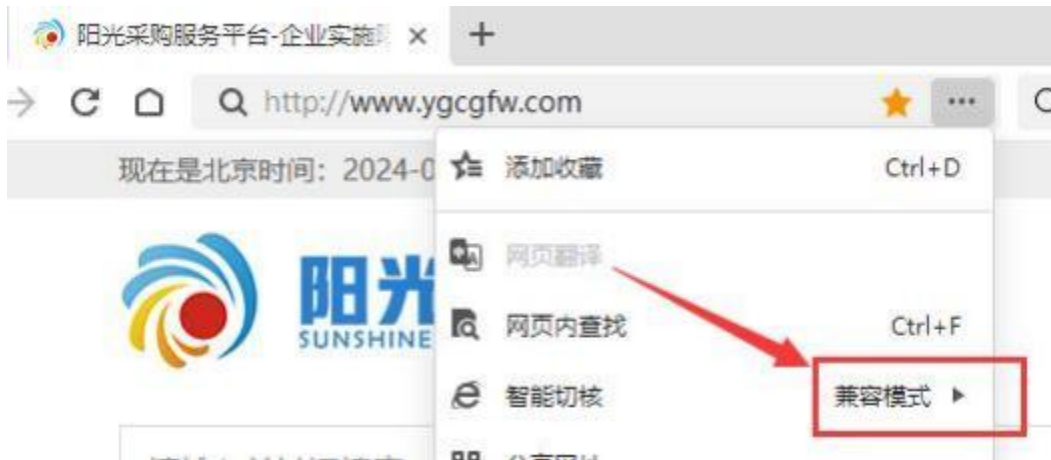 阳光采购服务平台-企业实施
http://www.ygcgfw.com
现在是北京时间：2024-0
添加收藏 Ctrl+D
阳光
SUNSHINE
网页翻译
网页内查找 Ctrl+F
智能切核 兼容模式